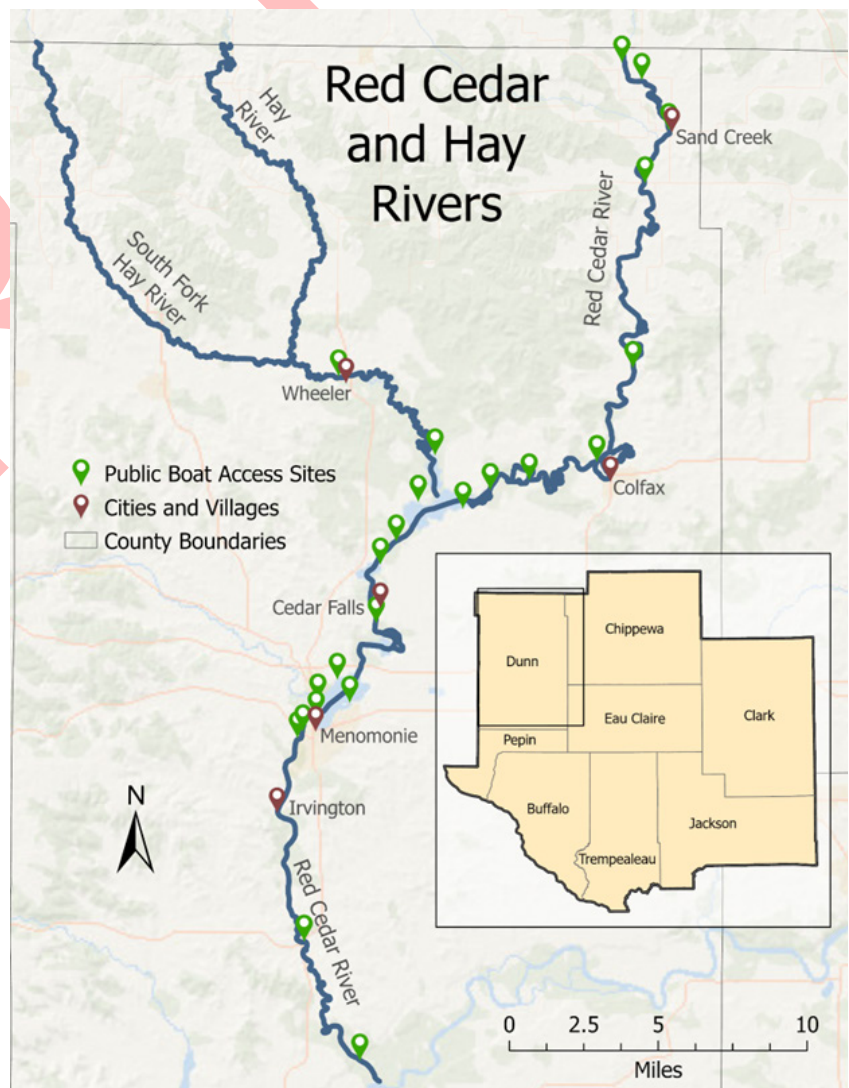 Red Cedar
and Hay
Rivers
Hay
River
Sand Creek
South Fork
Hay River
Red Cedar River
Wheeler
Colfax
Public Boat Access Sites
Cities and Villages
County Boundaries
Cedar Falls
Menomonie
Irvington
N
Red Cedar River
Chippewa
Dunn
Eau Claire
Clark
Pepin
Buffalo
Jackson
Trempealeau
0 2.5 5 10
Miles